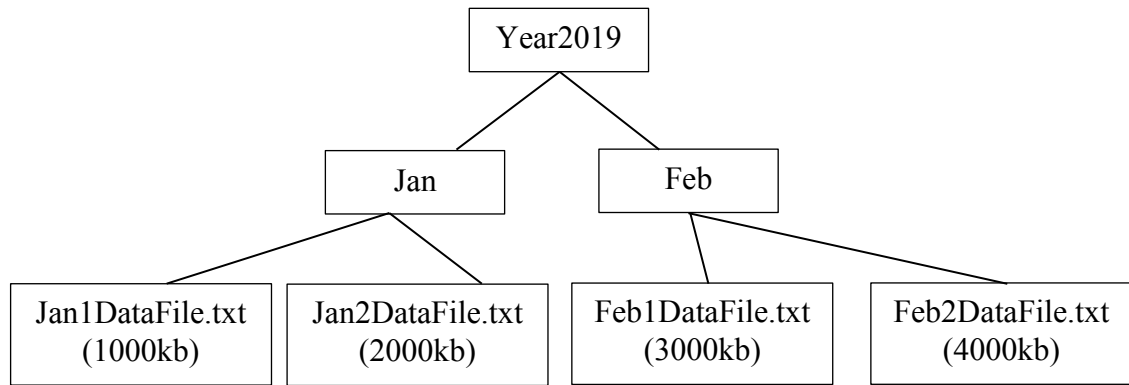 Year2019
Jan
Feb
Jan1DataFile.txt
(1000kb)
Jan2DataFile.txt
(2000kb)
Feb1DataFile.txt
(3000kb)
Feb2DataFile.txt
(4000kb)